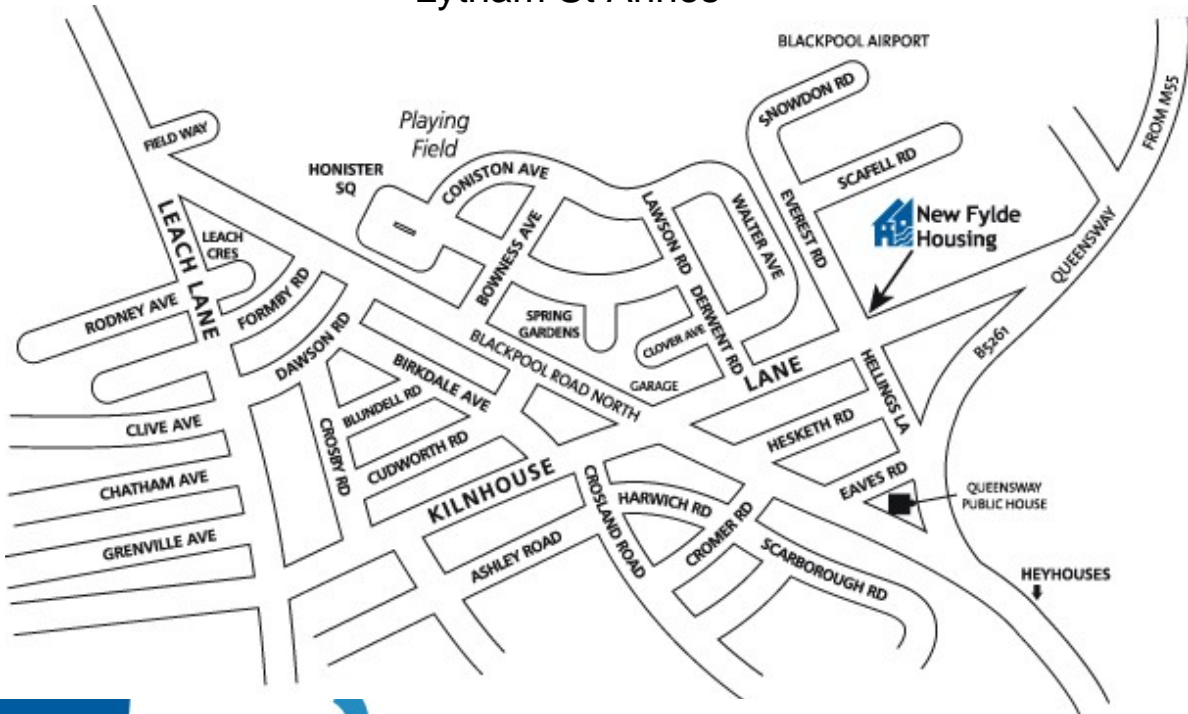 Lytham St Annes
BLACKPOOL AIRPORT
SNOWDON RD
FROM M55
FIELD WAY
Playing
Field
HONISTER
SQ
CONISTON AVE
SCAFELL RD
LEACH LANE
LEACH
CRES
BOWNESS AVE
LAWSON RD
WALTER AVE
EVEREST RD
New Fylde
Housing
QUEENSWAY
RODNEY AVE
FORMBY RD
DAWSON RD
SPRING
GARDENS
DERWENT RD
CLOVER AVE
B5261
BLACKPOOL ROAD NORTH
GARAGE
LANE
HELLINGS LA
BIRKDALE AVE
BLUNDELL RD
CLIVE AVE
CROSBY RD
CUDWORTH RD
HESKETH RD
KILNHOUSE
CHATHAM AVE
CROSLAND ROAD
HARWICH RD
EAVES RD
QUEENSWAY
PUBLIC HOUSE
GRENVILLE AVE
ASHLEY ROAD
CROMER RD
SCARBOROUGH RD
HEYHOUSES